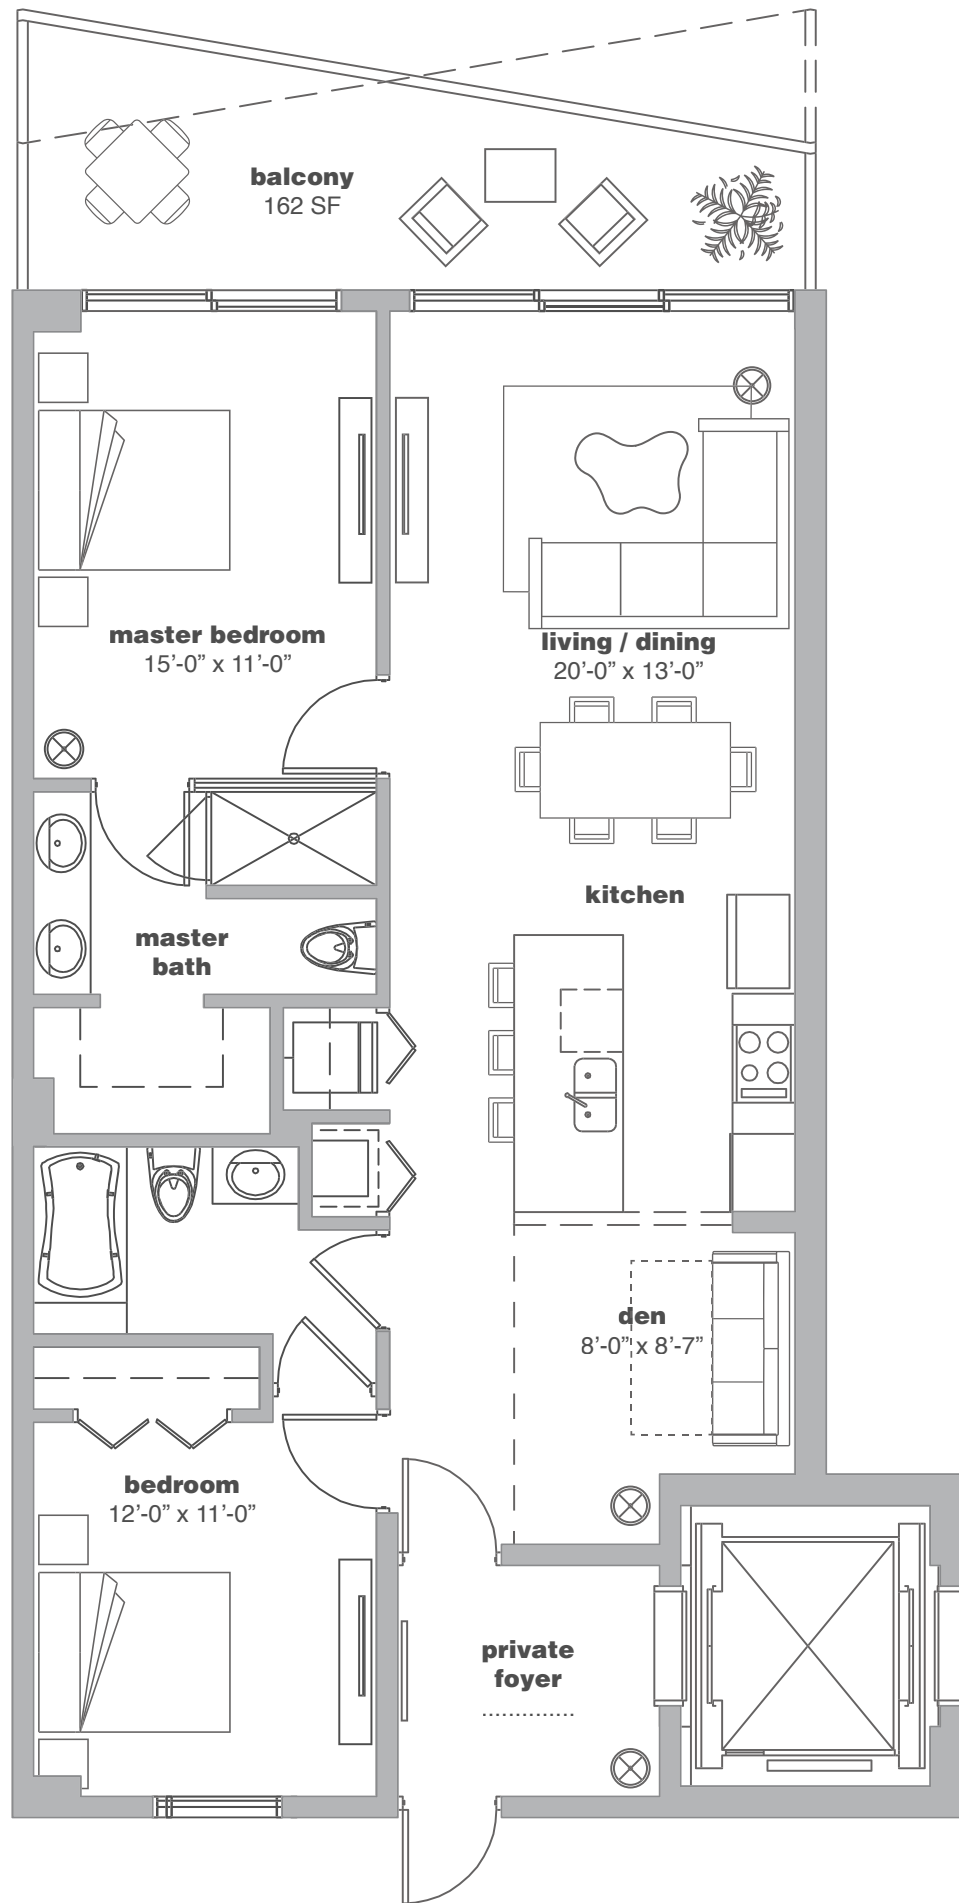 balcony
162 SF
master bedroom
15’-0” x 11’-0”
living / dining
20’-0” x 13’-0”
kitchen
master
bath
den
8’-0” x 8’-7”
bedroom
12’-0” x 11’-0”
private
foyer